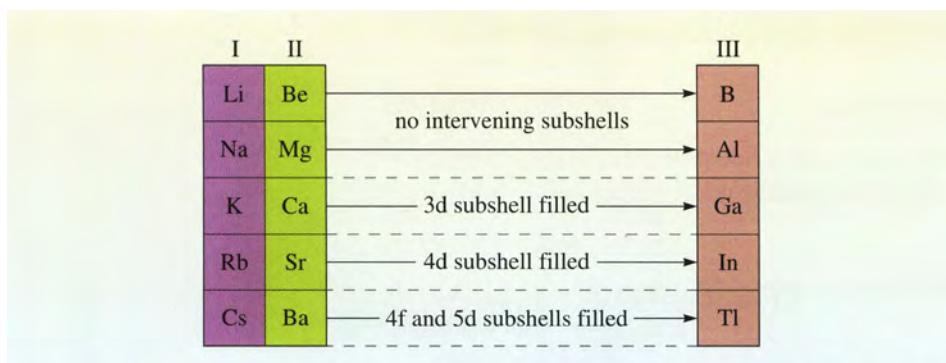 I II III
Li Be B
no intervening subshells
Na Mg Al
K Ca 3d subshell filled Ga
Rb Sr 4d subshell filled In
Cs Ba 4f and 5d subshells filled Tl